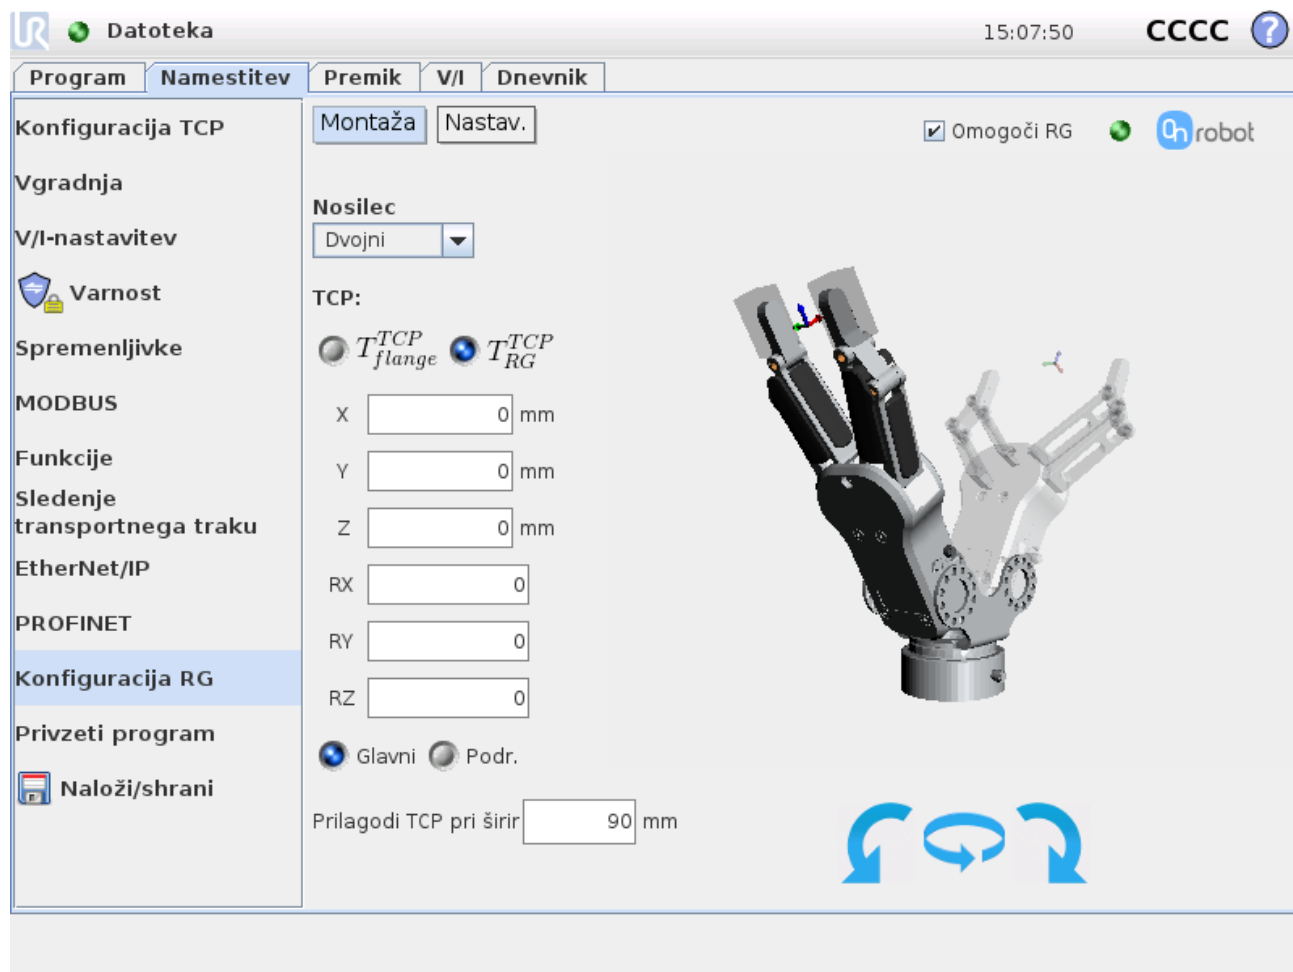 Datoteka
15:07:50
CCCC
?
Program
Namestitev
Premik
V/I
Dnevnik
Konfiguracija TCP
Vgradnja
V/I-nastavitev
Varnost
Spremenljivke
MODBUS
Funkcije
Sledenje
transportnega traku
EtherNet/IP
PROFINET
Konfiguracija RG
Privzeti program
Naloži/shrani
Montaža
Nastav.
Omogoči RG
On robot
Nosilec
Dvojni
TCP:
T^{TCP}_{flange}
T^{TCP}_{RG}
X 0 mm
Y 0 mm
Z 0 mm
RX 0
RY 0
RZ 0
Glavni
Podr.
Prilagodi TCP pri širir 90 mm